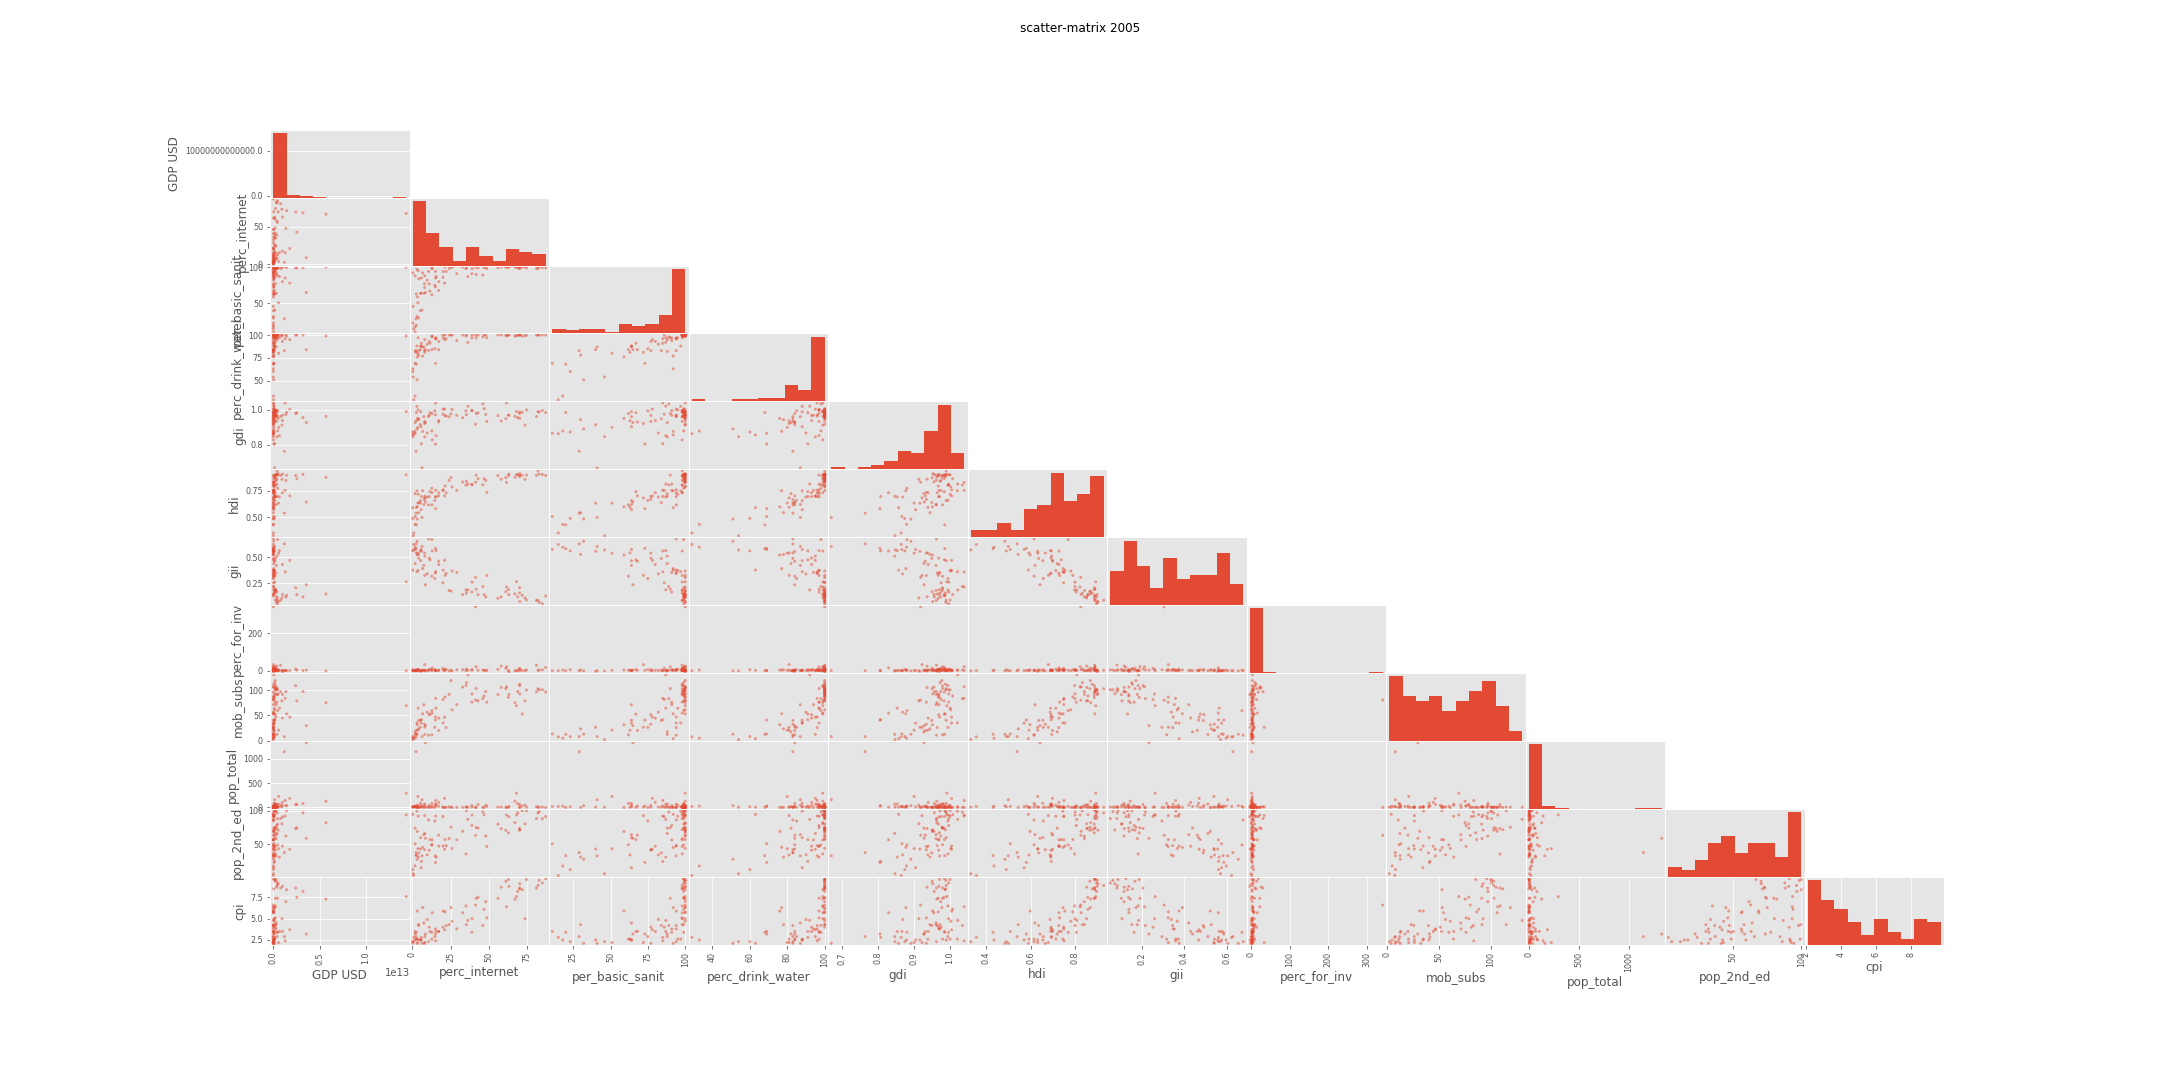 scatter-matrix 2005
GDP USD
10000000000000.0
0.0
perc_internet
50
0
per_basic_sanit
100
50
perc_drink_water
100
75
50
gdi
1.0
0.8
hdi
0.75
0.50
gii
0.50
0.25
perc_for_inv
200
0
mob_subs
100
50
0
pop_total
1000
500
0
pop_2nd_ed
100
50
cpi
7.5
5.0
2.5
0.0 0.5 1.0 0 25 50 75 25 50 75 100 40 60 80 100 0.7 0.8 0.9 1.0 0.4 0.6 0.8 0.2 0.4 0.6 0 100 200 300 0 50 100 0 500 1000 50 100 2 4 6 8
1e13
GDP USD perc_internet per_basic_sanit perc_drink_water gdi hdi gii perc_for_inv mob_subs pop_total pop_2nd_ed cpi